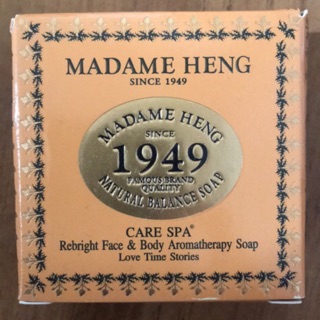 MADAME HENG
SINCE 1949
MADAME HENG
SINCE
1949
FAMOUS BRAND
QUALITY
NATURAL BALANCE SOAP
CARE SPA®
Rebright Face & Body Aromatherapy Soap
Love Time Stories